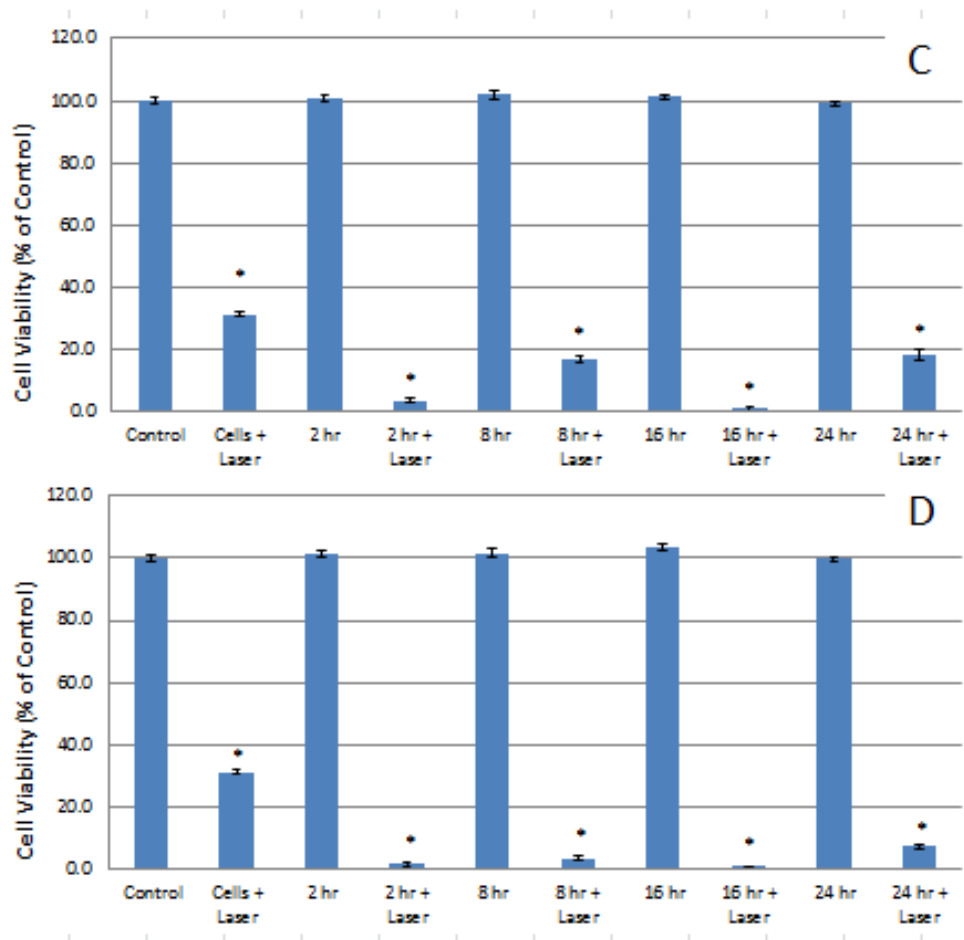 C
120.0
100.0
80.0
60.0
40.0
20.0
0.0
Cell Viability (% of Control)
* * * * *
Control Cells + 2 hr 2 hr + 8 hr 8 hr + 16 hr 16 hr + 24 hr 24 hr +
Laser Laser Laser Laser Laser
D
120.0
100.0
80.0
60.0
40.0
20.0
0.0
Cell Viability (% of Control)
* * * * *
Control Cells + 2 hr 2 hr + 8 hr 8 hr + 16 hr 16 hr + 24 hr 24 hr +
Laser Laser Laser Laser Laser